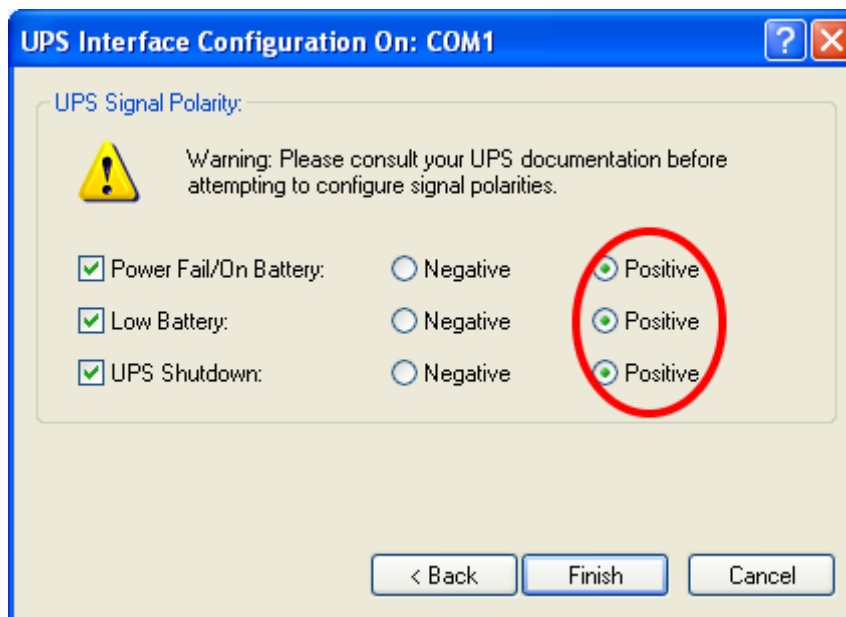 UPS Interface Configuration On: COM1
UPS Signal Polarity:
Warning: Please consult your UPS documentation before
attempting to configure signal polarities.
Power Fail/On Battery: Negative Positive
Low Battery: Negative Positive
UPS Shutdown: Negative Positive
< Back Finish Cancel